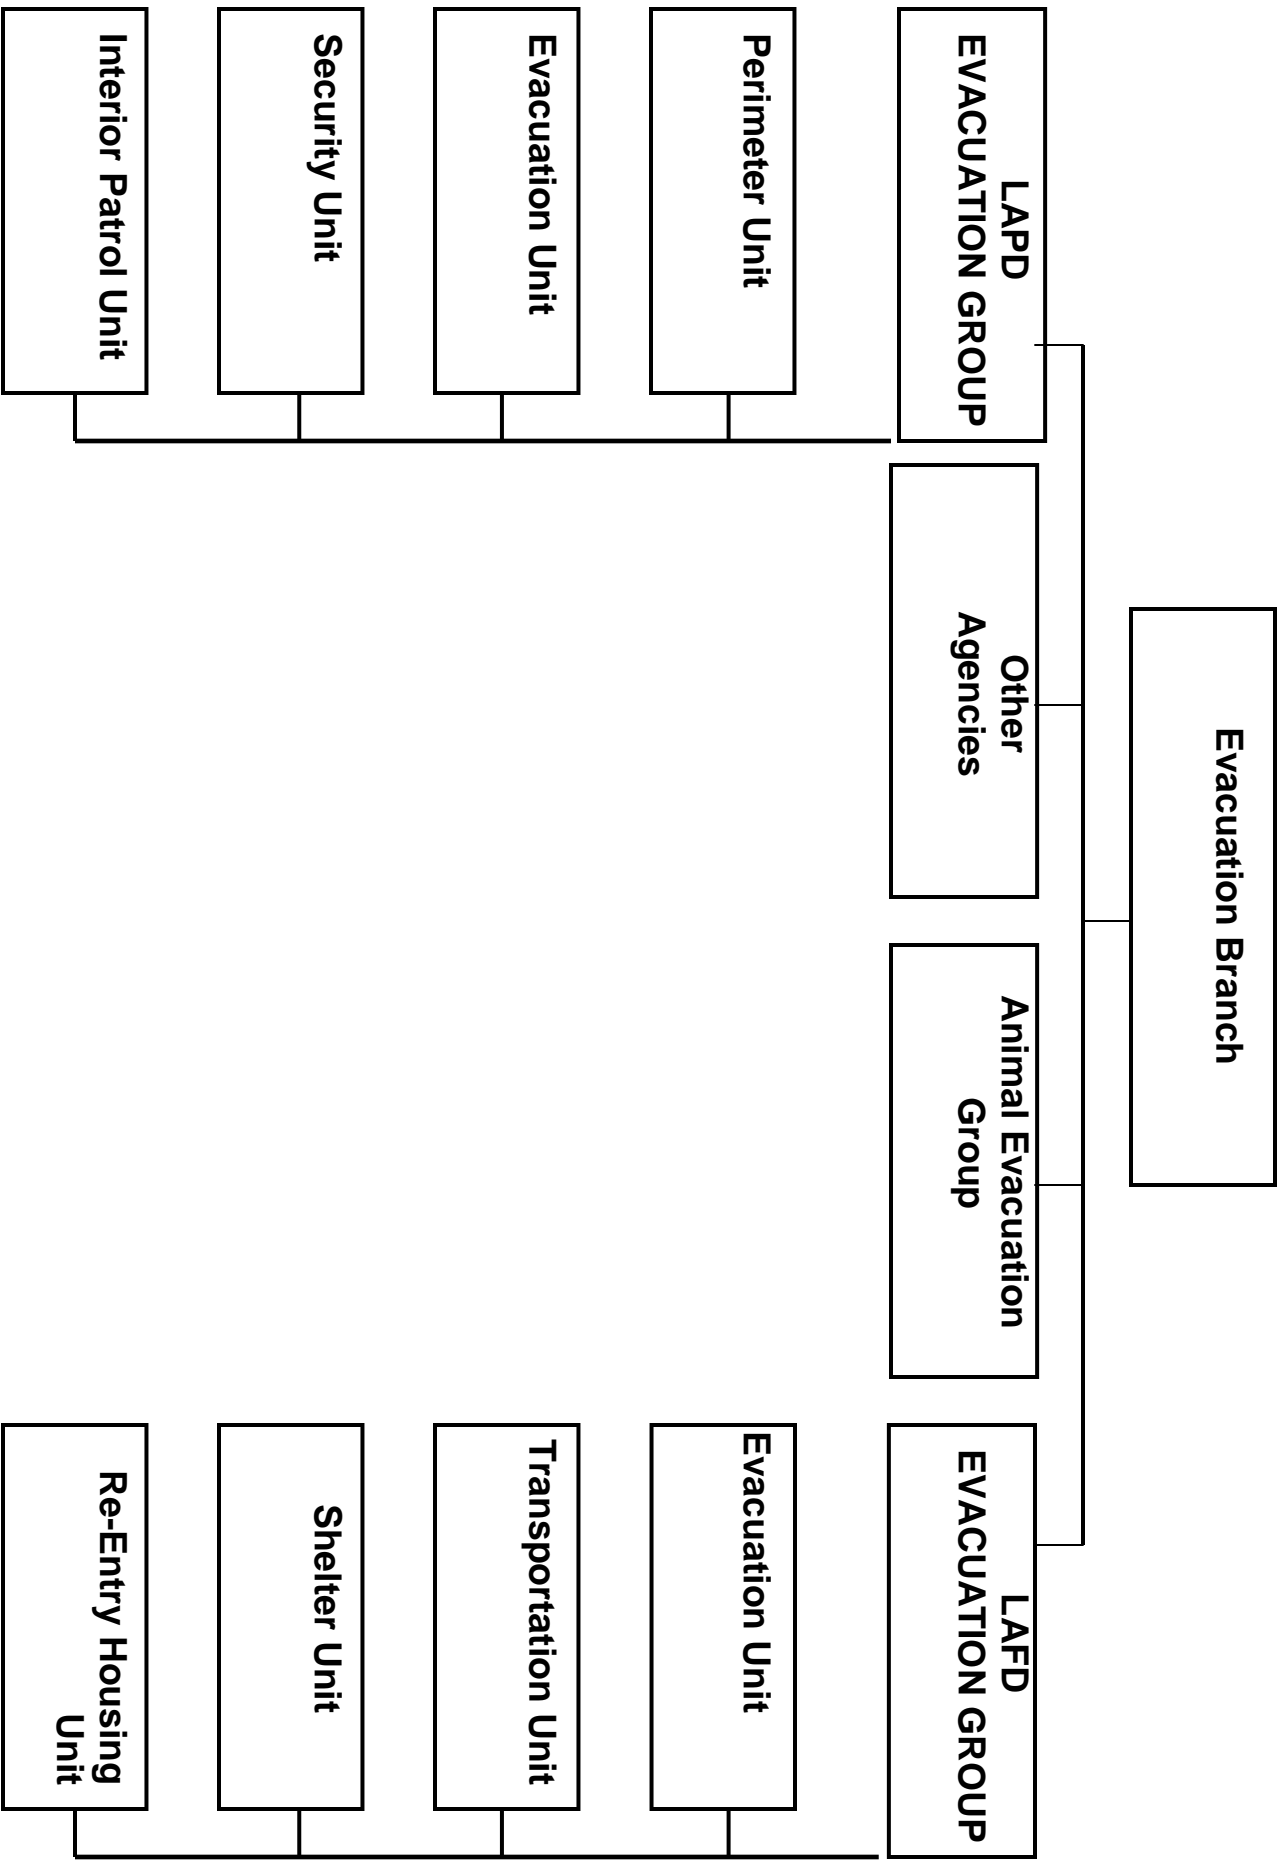 Evacuation Branch
LAPD
EVACUATION GROUP
Other
Agencies
Animal Evacuation
Group
LAFD
EVACUATION GROUP
Perimeter Unit
Evacuation Unit
Security Unit
Interior Patrol Unit
Evacuation Unit
Transportation Unit
Shelter Unit
Re-Entry Housing
Unit